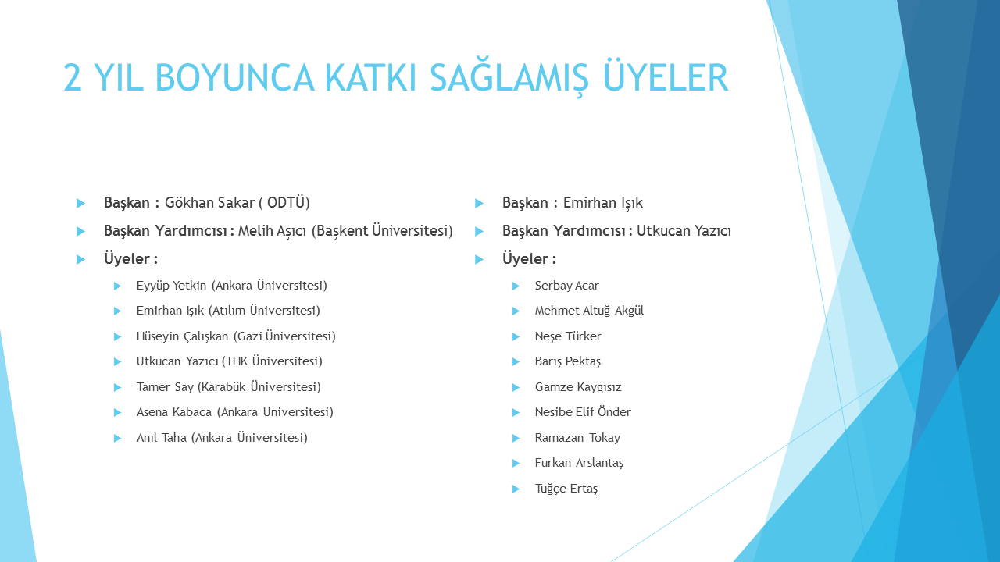 2 YIL BOYUNCA KATKI SAĞLAMIŞ ÜYELER
Başkan : Gökhan Sakar ( ODTÜ)
Başkan Yardımcısı : Melih Aşıcı (Başkent Üniversitesi)
Üyeler :
Eyyüp Yetkin (Ankara Üniversitesi)
Emirhan Işık (Atılım Üniversitesi)
Hüseyin Çalışkan (Gazi Üniversitesi)
Utkucan Yazıcı (THK Üniversitesi)
Tamer Say (Karabük Üniversitesi)
Asena Kabaca (Ankara Universitesi)
Anıl Taha (Ankara Üniversitesi)
Başkan : Emirhan Işık
Başkan Yardımcısı : Utkucan Yazıcı
Üyeler :
Serbay Acar
Mehmet Altuğ Akgül
Neşe Türker
Barış Pektaş
Gamze Kaygısız
Nesibe Elif Önder
Ramazan Tokay
Furkan Arslantaş
Tuğçe Ertaş